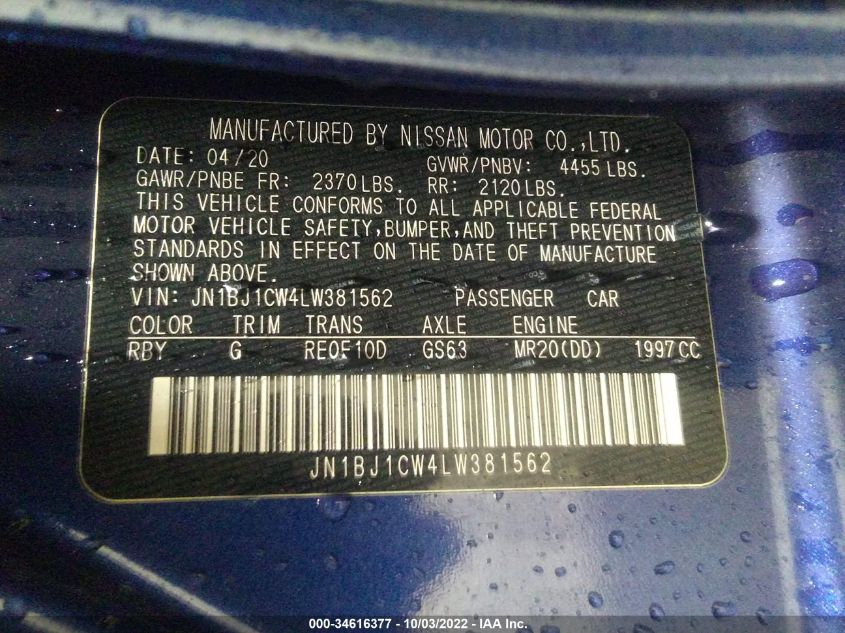 MANUFACTURED BY NISSAN MOTOR CO.,LTD.
DATE: 04/20 GVWR/PNBV: 4455 LBS.
GAWR/PNBE FR: 2370 LBS. RR: 2120 LBS.
THIS VEHICLE CONFORMS TO ALL APPLICABLE FEDERAL
MOTOR VEHICLE SAFETY,BUMPER,AND THEFT PREVENTION
STANDARDS IN EFFECT ON THE DATE OF MANUFACTURE
SHOWN ABOVE.
VIN: JN1BJ1CW4LW381562 PASSENGER CAR
COLOR TRIM TRANS AXLE ENGINE
RBY G RE0F10D GS63 MR20(DD) 1997CC
JN1BJ1CW4LW381562
000-34616377 - 10/03/2022 - IAA Inc.